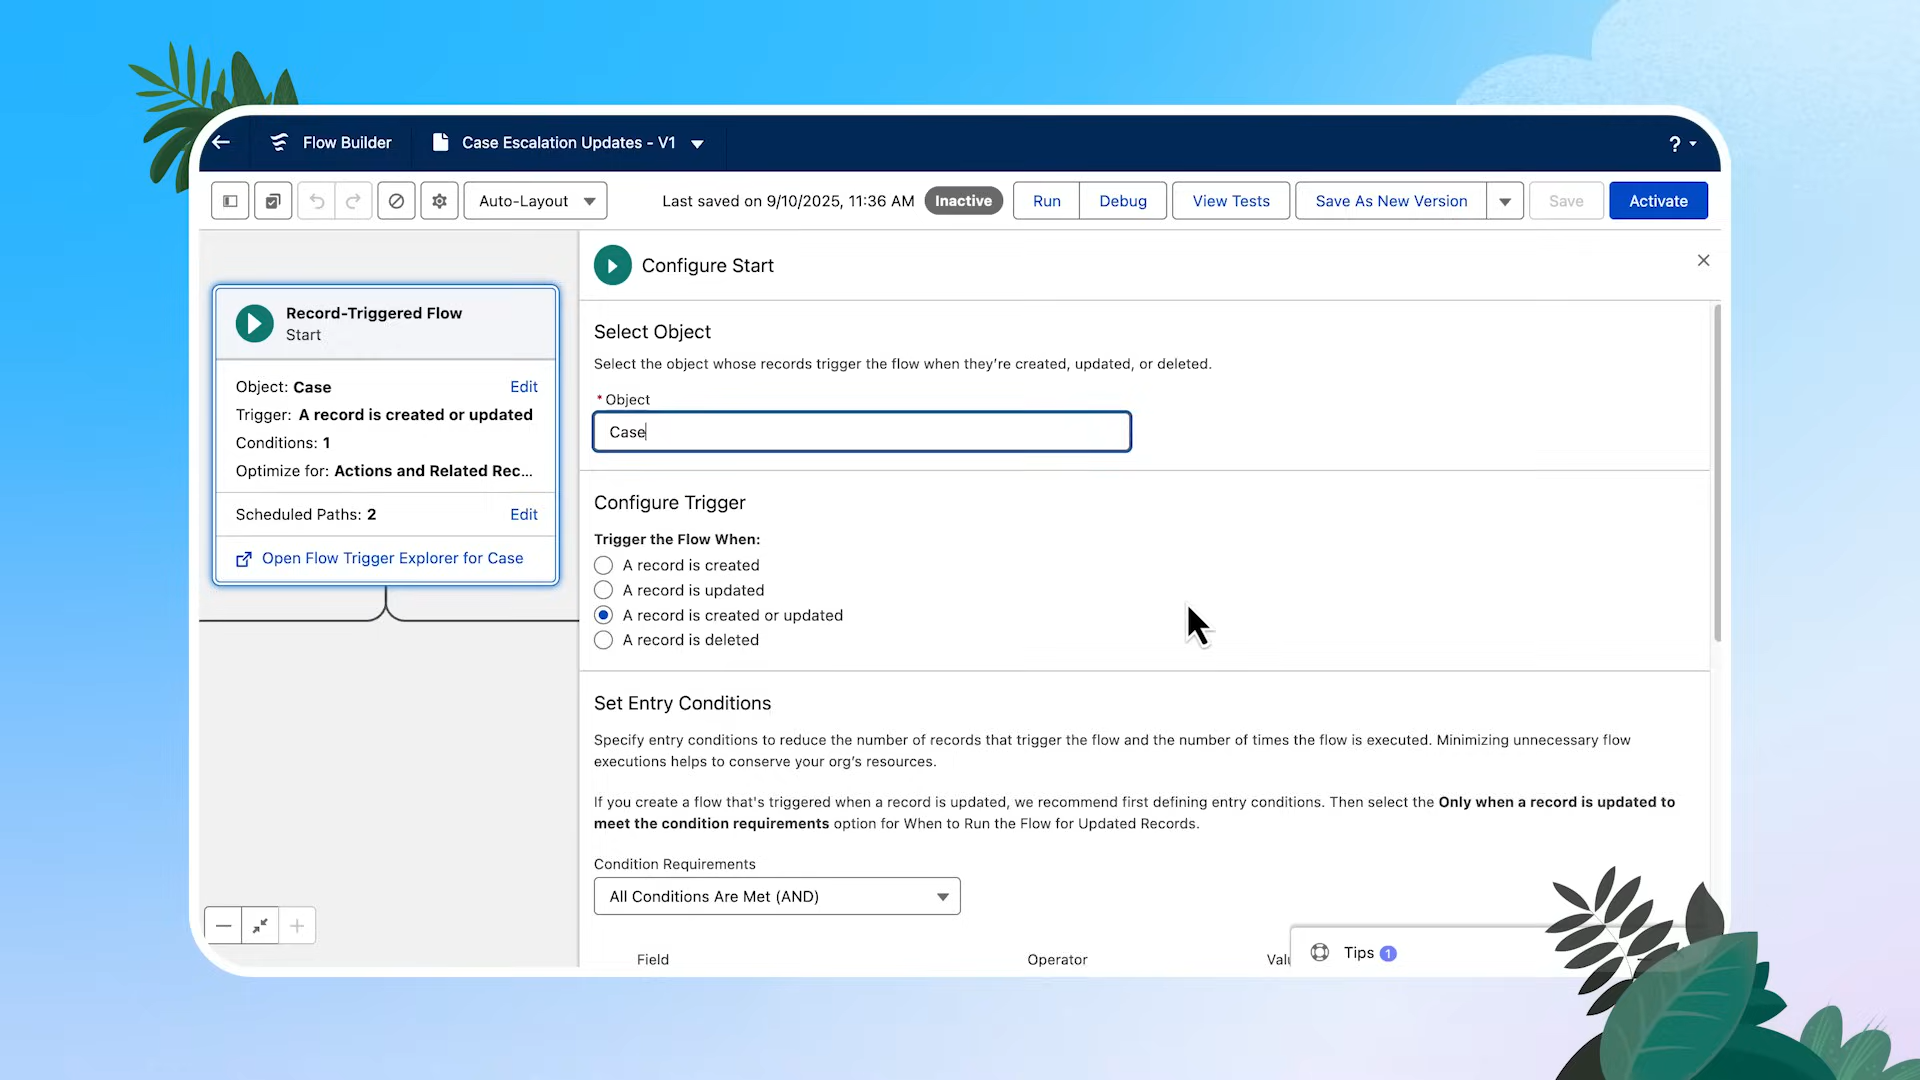 Flow Builder
Case Escalation Updates - V1
?
Auto-Layout
Last saved on 9/10/2025, 11:36 AM
Inactive
Run
Debug
View Tests
Save As New Version
Save
Activate
Record-Triggered Flow
Start
Object: Case
Edit
Trigger: A record is created or updated
Conditions: 1
Optimize for: Actions and Related Rec...
Scheduled Paths: 2
Edit
Open Flow Trigger Explorer for Case
Configure Start
Select Object
Select the object whose records trigger the flow when they're created, updated, or deleted.
* Object
Case
Configure Trigger
Trigger the Flow When:
A record is created
A record is updated
A record is created or updated
A record is deleted
Set Entry Conditions
Specify entry conditions to reduce the number of records that trigger the flow and the number of times the flow is executed. Minimizing unnecessary flow
executions helps to conserve your org's resources.
If you create a flow that's triggered when a record is updated, we recommend first defining entry conditions. Then select the Only when a record is updated to
meet the condition requirements option for When to Run the Flow for Updated Records.
Condition Requirements
All Conditions Are Met (AND)
Field
Operator
Tips 1